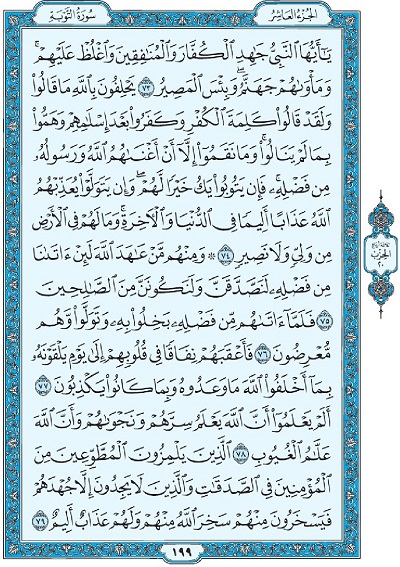 الجزء العاشر سورة التوبة
يَـٰٓأَيُّهَا ٱلنَّبِىُّ جَـٰهِدِ ٱلْكُفَّارَ وَٱلْمُنَـٰفِقِينَ وَٱغْلُظْ عَلَيْهِمْ ۚ
وَمَأْوَىٰهُمْ جَهَنَّمُ ۖ وَبِئْسَ ٱلْمَصِيرُ ٧٣ يَحْلِفُونَ بِٱللَّهِ مَا قَالُوا۟
وَلَقَدْ قَالُوا۟ كَلِمَةَ ٱلْكُفْرِ وَكَفَرُوا۟ بَعْدَ إِسْلَـٰمِهِمْ وَهَمُّوا۟
بِمَا لَمْ يَنَالُوا۟ ۚ وَمَا نَقَمُوٓا۟ إِلَّآ أَنْ أَغْنَىٰهُمُ ٱللَّهُ وَرَسُولُهُۥ
مِن فَضْلِهِۦ ۚ فَإِن يَتُوبُوا۟ يَكُ خَيْرًا لَّهُمْ ۖ وَإِن يَتَوَلَّوْا۟ يُعَذِّبْهُمُ
ٱللَّهُ عَذَابًا أَلِيمًا فِى ٱلدُّنْيَا وَٱلْـَٔاخِرَةِ ۚ وَمَا لَهُمْ فِى ٱلْأَرْضِ
مِن وَلِىٍّ وَلَا نَصِيرٍ ٧٤ ۞ وَمِنْهُم مَّنْ عَـٰهَدَ ٱللَّهَ لَئِنْ ءَاتَىٰنَا
مِن فَضْلِهِۦ لَنَصَّدَّقَنَّ وَلَنَكُونَنَّ مِنَ ٱلصَّـٰلِحِينَ
٧٥ فَلَمَّآ ءَاتَىٰهُم مِّن فَضْلِهِۦ بَخِلُوا۟ بِهِۦ وَتَوَلَّوا۟ وَّهُم
مُّعْرِضُونَ ٧٦ فَأَعْقَبَهُمْ نِفَاقًا فِى قُلُوبِهِمْ إِلَىٰ يَوْمِ يَلْقَوْنَهُۥ
بِمَآ أَخْلَفُوا۟ ٱللَّهَ مَا وَعَدُوهُ وَبِمَا كَانُوا۟ يَكْذِبُونَ ٧٧
أَلَمْ يَعْلَمُوٓا۟ أَنَّ ٱللَّهَ يَعْلَمُ سِرَّهُمْ وَنَجْوَىٰهُمْ وَأَنَّ ٱللَّهَ
عَلَّـٰمُ ٱلْغُيُوبِ ٧٨ ٱلَّذِينَ يَلْمِزُونَ ٱلْمُطَّوِّعِينَ مِنَ
ٱلْمُؤْمِنِينَ فِى ٱلصَّدَقَـٰتِ وَٱلَّذِينَ لَا يَجِدُونَ إِلَّا جُهْدَهُمْ
فَيَسْخَرُونَ مِنْهُمْ ۙ سَخِرَ ٱللَّهُ مِنْهُمْ وَلَهُمْ عَذَابٌ أَلِيمٌ ٧٩
١٩٩
الحزب
٢٠